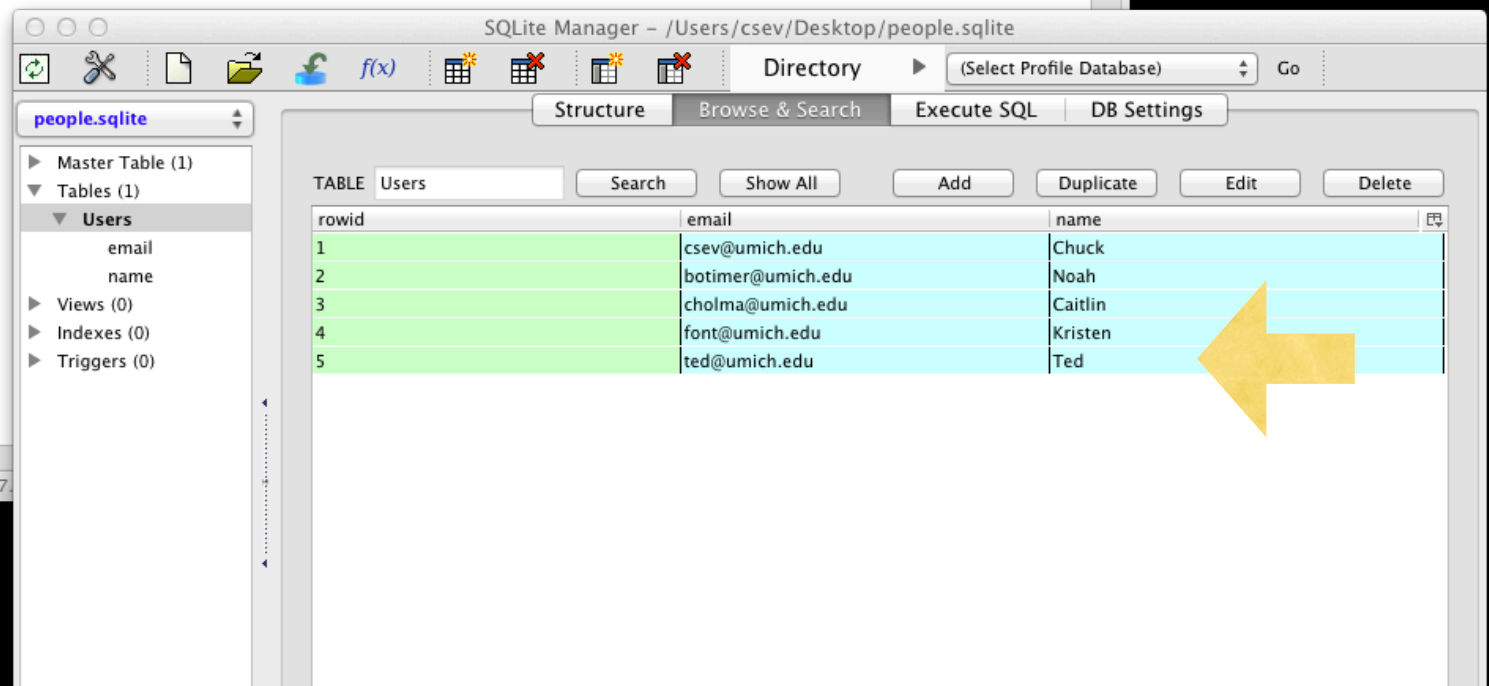 SQLite Manager - /Users/csev/Desktop/people.sqlite
f(x) Directory (Select Profile Database) Go
people.sqlite
Structure Browse & Search Execute SQL DB Settings
Master Table (1)
Tables (1)
Users
email
name
Views (0)
Indexes (0)
Triggers (0)
TABLE Users Search Show All Add Duplicate Edit Delete
rowid email name
1 csev@umich.edu Chuck
2 botimer@umich.edu Noah
3 cholma@umich.edu Caitlin
4 font@umich.edu Kristen
5 ted@umich.edu Ted
7.